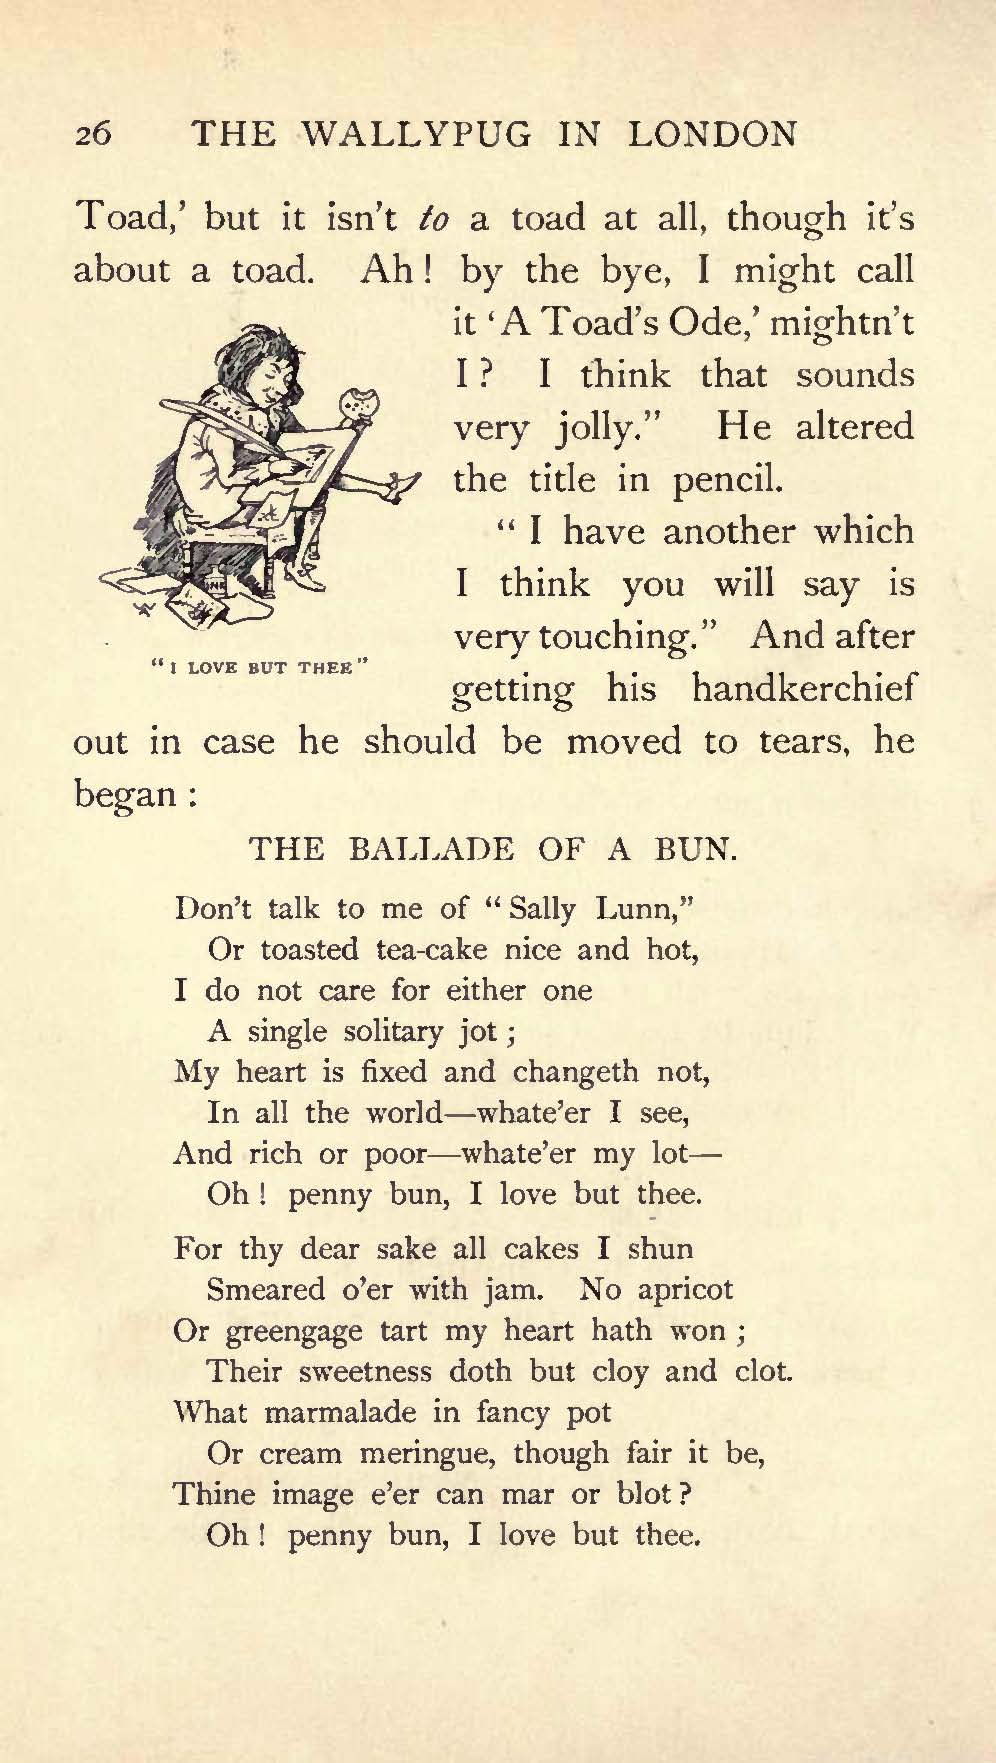 26 THE WALLYPUG IN LONDON
Toad,' but it isn't to a toad at all, though it's
about a toad. Ah! by the bye, I might call
it 'A Toad's Ode,' mightn't
I? I think that sounds
very jolly." He altered
the title in pencil.
"I have another which
I think you will say is
very touching." And after
getting his handkerchief
"I LOVE BUT THEE"
out in case he should be moved to tears, he
began:
THE BALLADE OF A BUN.
Don't talk to me of "Sally Lunn,"
Or toasted tea-cake nice and hot,
I do not care for either one
A single solitary jot;
My heart is fixed and changeth not,
In all the world—whate'er I see,
And rich or poor—whate'er my lot—
Oh! penny bun, I love but thee.
For thy dear sake all cakes I shun
Smeared o'er with jam. No apricot
Or greengage tart my heart hath won;
Their sweetness doth but cloy and clot.
What marmalade in fancy pot
Or cream meringue, though fair it be,
Thine image e'er can mar or blot?
Oh! penny bun, I love but thee.